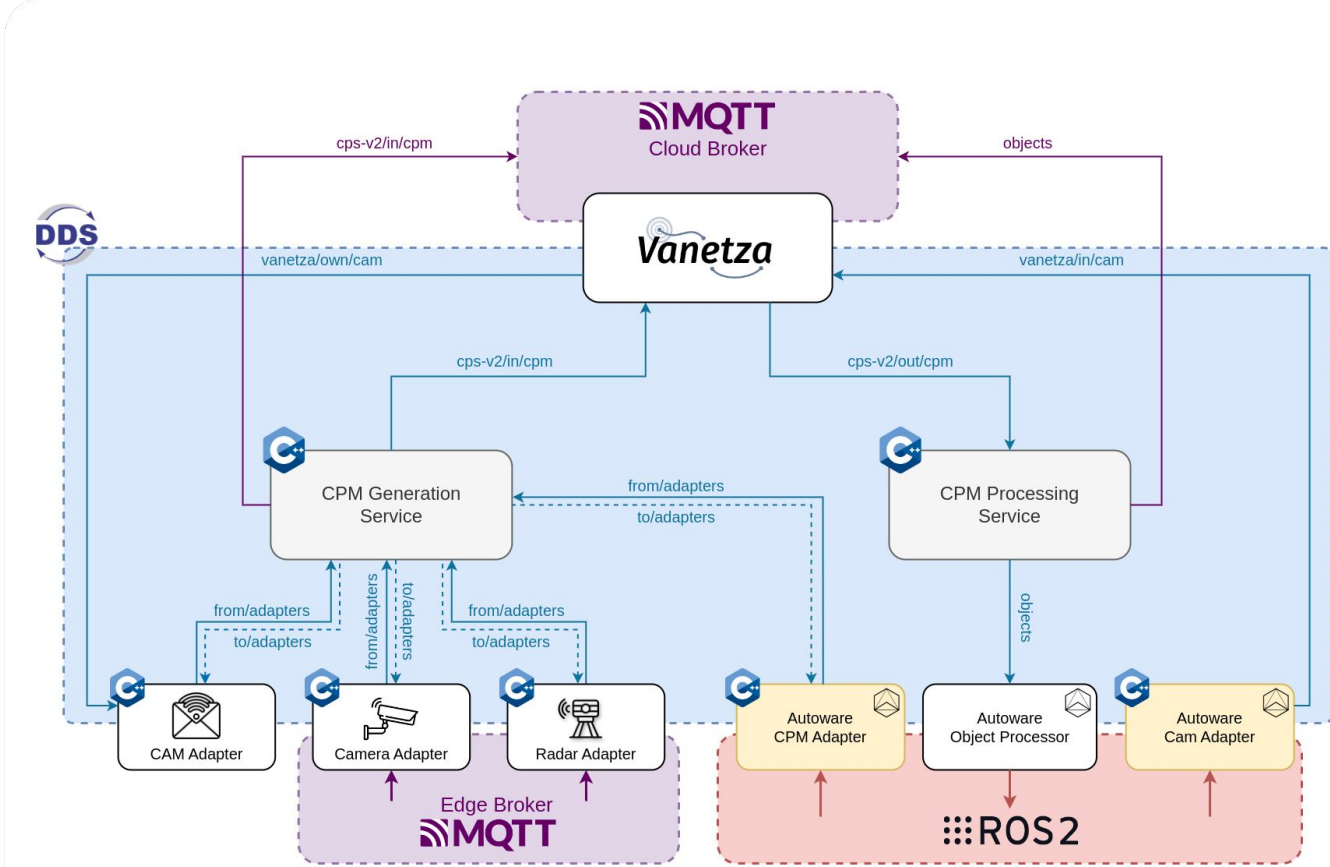 MQTT
Cloud Broker
cps-v2/in/cpm
objects
DDS
Vanetza
vanetza/own/cam
vanetza/in/cam
cps-v2/in/cpm
cps-v2/out/cpm
C++
CPM Generation
Service
C++
CPM Processing
Service
from/adapters
to/adapters
from/adapters
to/adapters
from/adapters
to/adapters
from/adapters
to/adapters
objects
C++
CAM Adapter
C++
Camera Adapter
C++
Radar Adapter
C++
Autoware
CPM Adapter
Autoware
Object Processor
C++
Autoware
Cam Adapter
Edge Broker
MQTT
ROS2